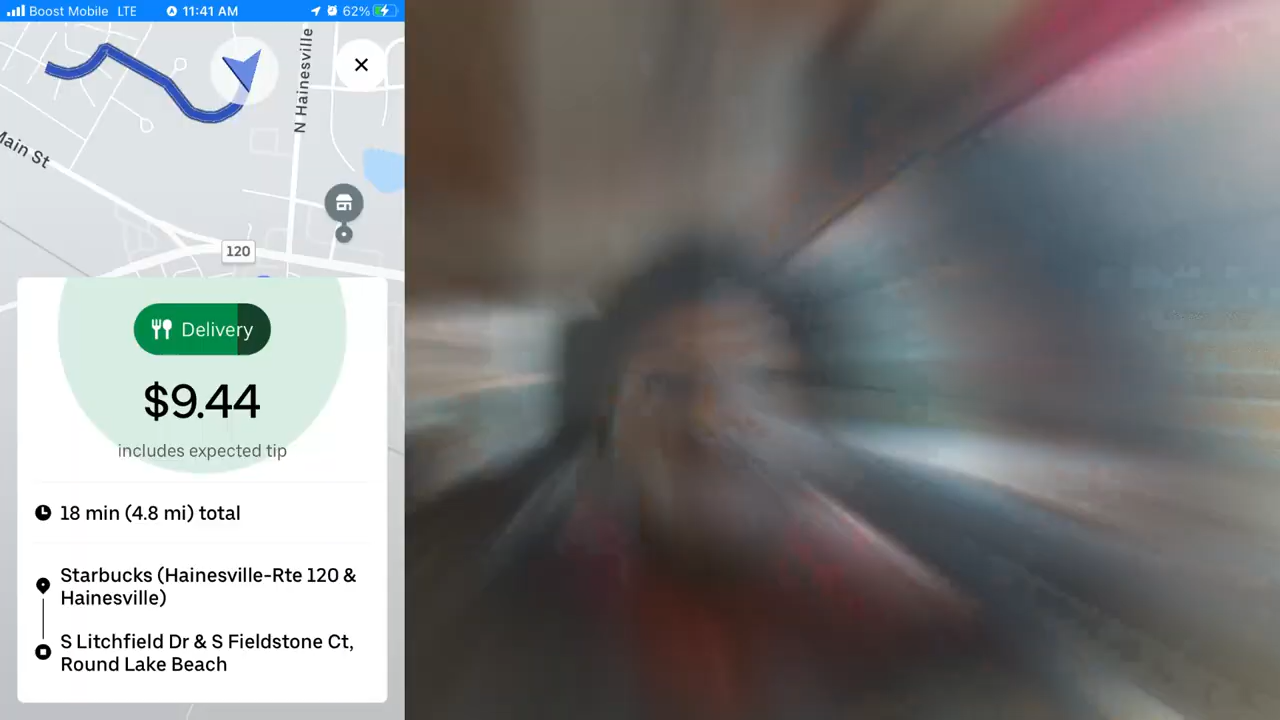 Boost Mobile LTE 11:41 AM 62%
N Hainesville
Main St
120
Delivery
$9.44
includes expected tip
18 min (4.8 mi) total
Starbucks (Hainesville-Rte 120 &
Hainesville)
S Litchfield Dr & S Fieldstone Ct,
Round Lake Beach